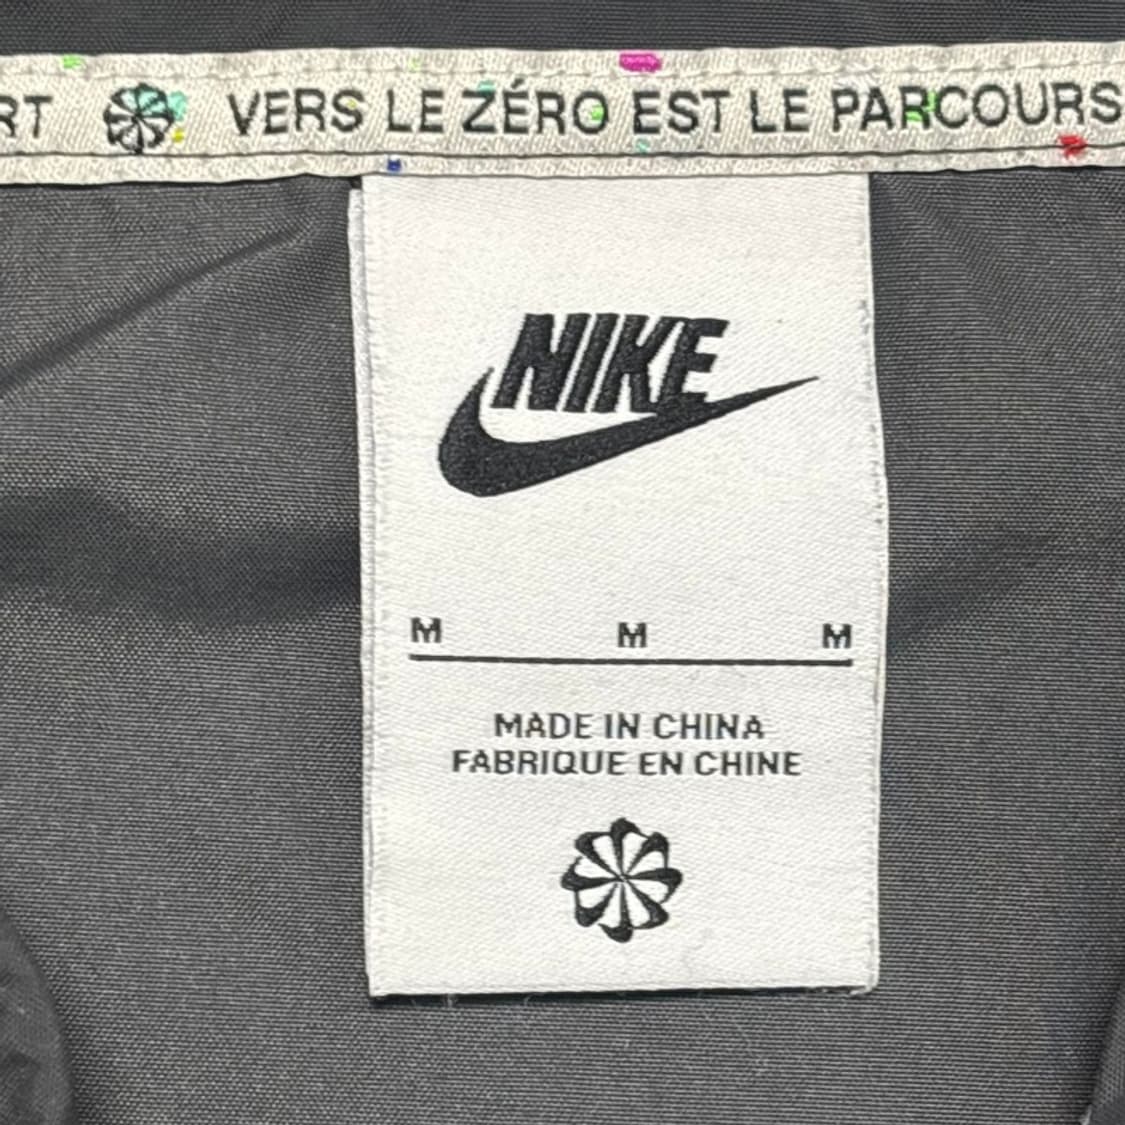 RT VERS LE ZÉRO EST LE PARCOURS
NIKE
M M M
MADE IN CHINA
FABRIQUE EN CHINE